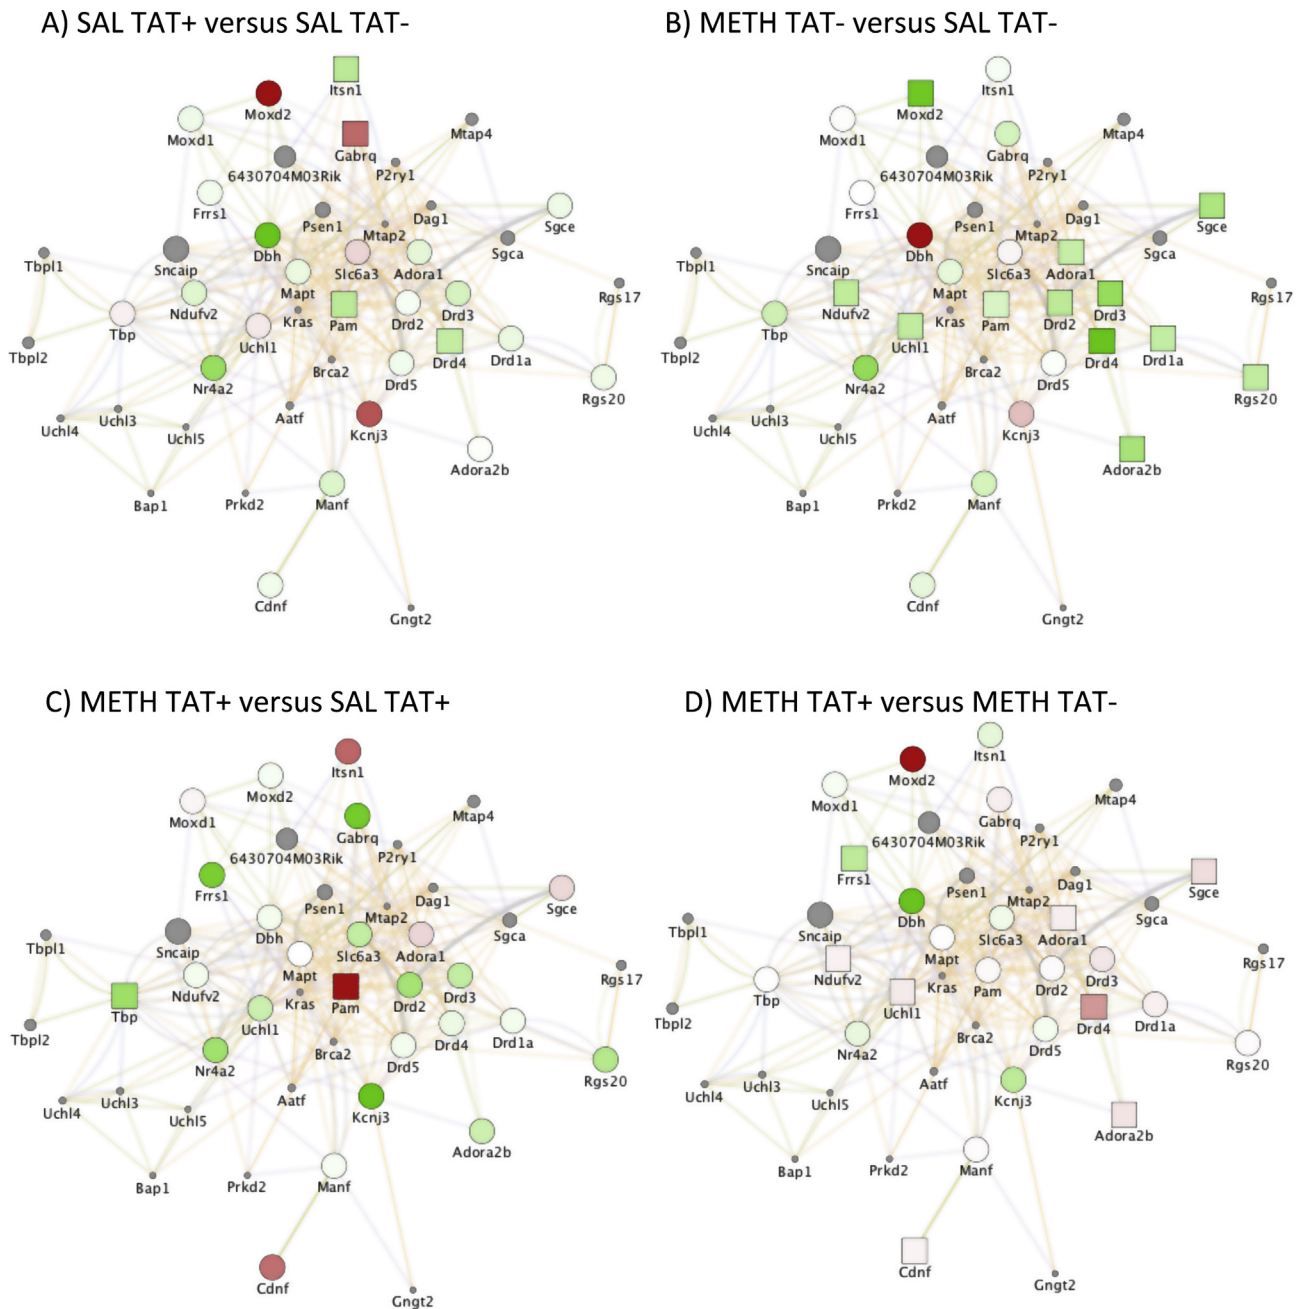 A) SAL TAT+ versus SAL TAT-
Itsn1
Moxd2
Moxd1
Gabrq
Mtap4
6430704M03Rik
P2ry1
Frrs1
Psen1
Dag1
Mtap2
Sgce
Sgca
Tbpl1
Sncaip
Dbh
Slc6a3
Adora1
Mapt
Rgs17
Ndufv2
Kras
Pam
Drd2
Drd3
Tbp
Uchl1
Tbpl2
Drd4
Drd1a
Brca2
Nr4a2
Drd5
Rgs20
Aatf
Uchl4
Uchl3
Uchl5
Kcnj3
Adora2b
Bap1
Prkd2
Manf
Cdnf
Gngt2
B) METH TAT- versus SAL TAT-
Itsn1
Moxd2
Moxd1
Gabrq
Mtap4
6430704M03Rik
P2ry1
Frrs1
Psen1
Dag1
Mtap2
Sgce
Sgca
Tbpl1
Sncaip
Dbh
Slc6a3
Adora1
Mapt
Rgs17
Ndufv2
Kras
Pam
Drd2
Drd3
Tbp
Uchl1
Tbpl2
Drd4
Drd1a
Brca2
Nr4a2
Drd5
Rgs20
Aatf
Uchl4
Uchl3
Uchl5
Kcnj3
Adora2b
Bap1
Prkd2
Manf
Cdnf
Gngt2
C) METH TAT+ versus SAL TAT+
Itsn1
Moxd2
Moxd1
Gabrq
Mtap4
6430704M03Rik
P2ry1
Frrs1
Psen1
Dag1
Mtap2
Sgce
Sgca
Tbpl1
Sncaip
Dbh
Slc6a3
Adora1
Mapt
Rgs17
Ndufv2
Kras
Pam
Drd2
Drd3
Tbp
Uchl1
Tbpl2
Drd4
Drd1a
Brca2
Nr4a2
Drd5
Rgs20
Aatf
Uchl4
Uchl3
Uchl5
Kcnj3
Adora2b
Bap1
Prkd2
Manf
Cdnf
Gngt2
D) METH TAT+ versus METH TAT-
Itsn1
Moxd2
Moxd1
Gabrq
Mtap4
6430704M03Rik
P2ry1
Frrs1
Psen1
Dag1
Mtap2
Sgce
Sgca
Tbpl1
Sncaip
Dbh
Slc6a3
Adora1
Mapt
Rgs17
Ndufv2
Kras
Pam
Drd2
Drd3
Tbp
Uchl1
Tbpl2
Drd4
Drd1a
Brca2
Nr4a2
Drd5
Rgs20
Aatf
Uchl4
Uchl3
Uchl5
Kcnj3
Adora2b
Bap1
Prkd2
Manf
Cdnf
Gngt2